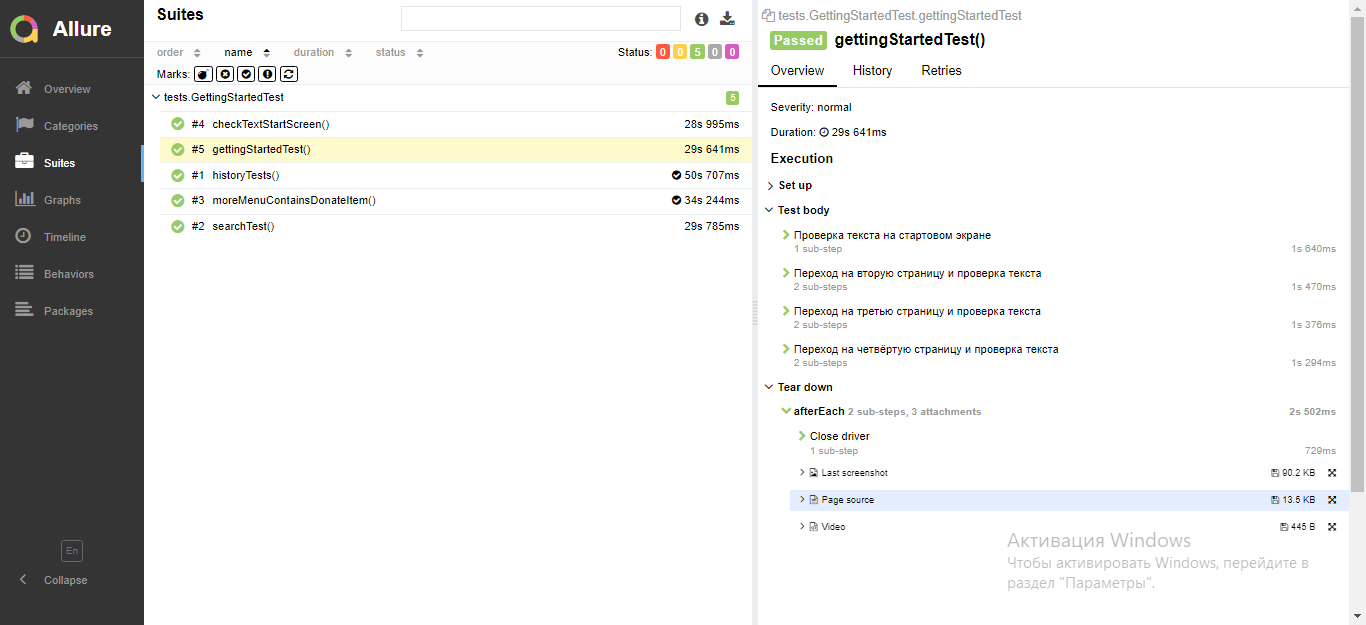 Allure
Overview
Categories
Suites
Graphs
Timeline
Behaviors
Packages
En
Collapse
Suites
order name duration status Status: 0 0 5 0 0
Marks:
tests.GettingStartedTest 5
#4 checkTextStartScreen() 28s 995ms
#5 gettingStartedTest() 29s 641ms
#1 historyTests() 50s 707ms
#3 moreMenuContainsDonateItem() 34s 244ms
#2 searchTest() 29s 785ms
tests.GettingStartedTest.gettingStartedTest
Passed gettingStartedTest()
Overview History Retries
Severity: normal
Duration: 29s 641ms
Execution
Set up
Test body
Проверка текста на стартовом экране
1 sub-step 1s 640ms
Переход на вторую страницу и проверка текста
2 sub-steps 1s 470ms
Переход на третью страницу и проверка текста
2 sub-steps 1s 376ms
Переход на четвёртую страницу и проверка текста
2 sub-steps 1s 294ms
Tear down
afterEach 2 sub-steps, 3 attachments 2s 502ms
Close driver
1 sub-step 729ms
Last screenshot 90.2 KB
Page source 13.5 KB
Video 445 B
Активация Windows
Чтобы активировать Windows, перейдите в
раздел "Параметры".